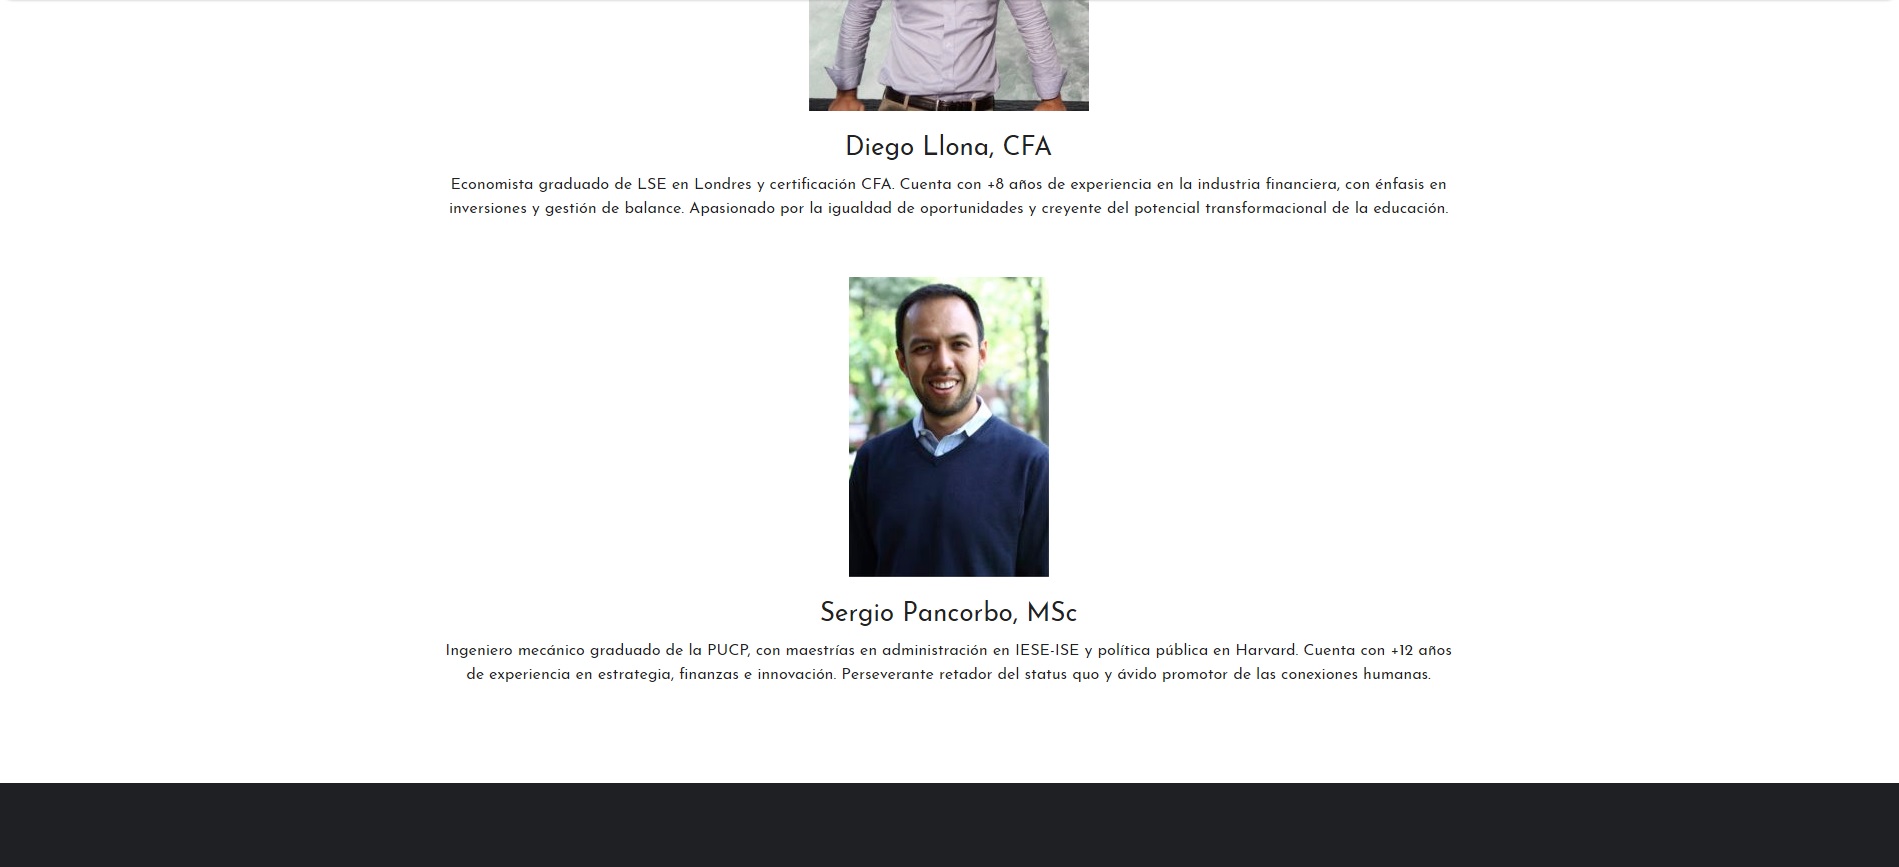 Diego Llona, CFA
Economista graduado de LSE en Londres y certificación CFA. Cuenta con +8 años de experiencia en la industria financiera, con énfasis en
inversiones y gestión de balance. Apasionado por la igualdad de oportunidades y creyente del potencial transformacional de la educación.
Sergio Pancorbo, MSc
Ingeniero mecánico graduado de la PUCP, con maestrías en administración en IESE-ISE y política pública en Harvard. Cuenta con +12 años
de experiencia en estrategia, finanzas e innovación. Perseverante retador del status quo y ávido promotor de las conexiones humanas.